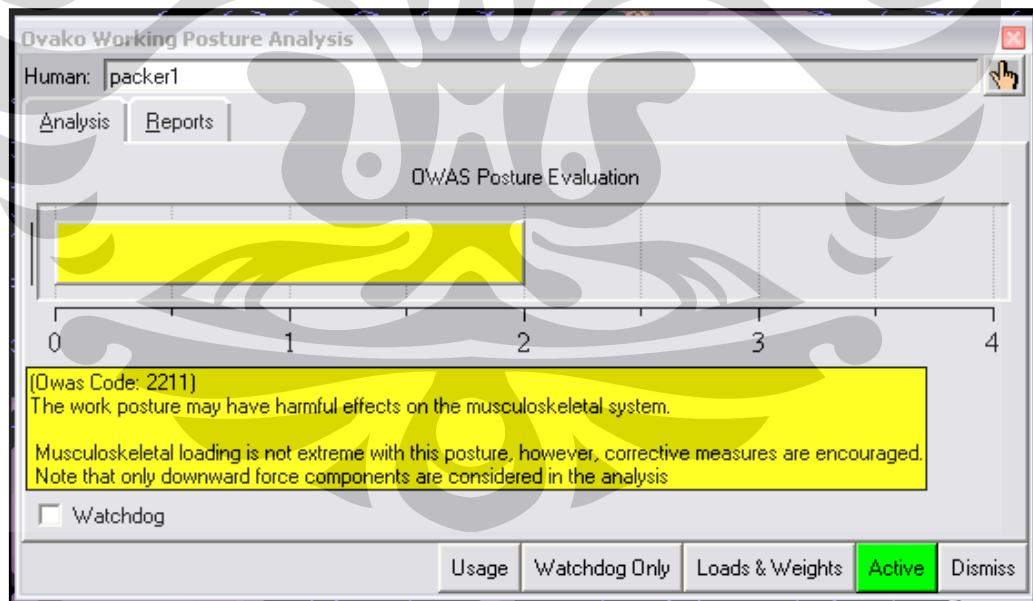 Ovako Working Posture Analysis
Human: packer1
Analysis Reports
OWAS Posture Evaluation
0 1 2 3 4
(Owas Code: 2211)
The work posture may have harmful effects on the musculoskeletal system.
Musculoskeletal loading is not extreme with this posture, however, corrective measures are encouraged.
Note that only downward force components are considered in the analysis
Watchdog
Usage Watchdog Only Loads & Weights Active Dismiss